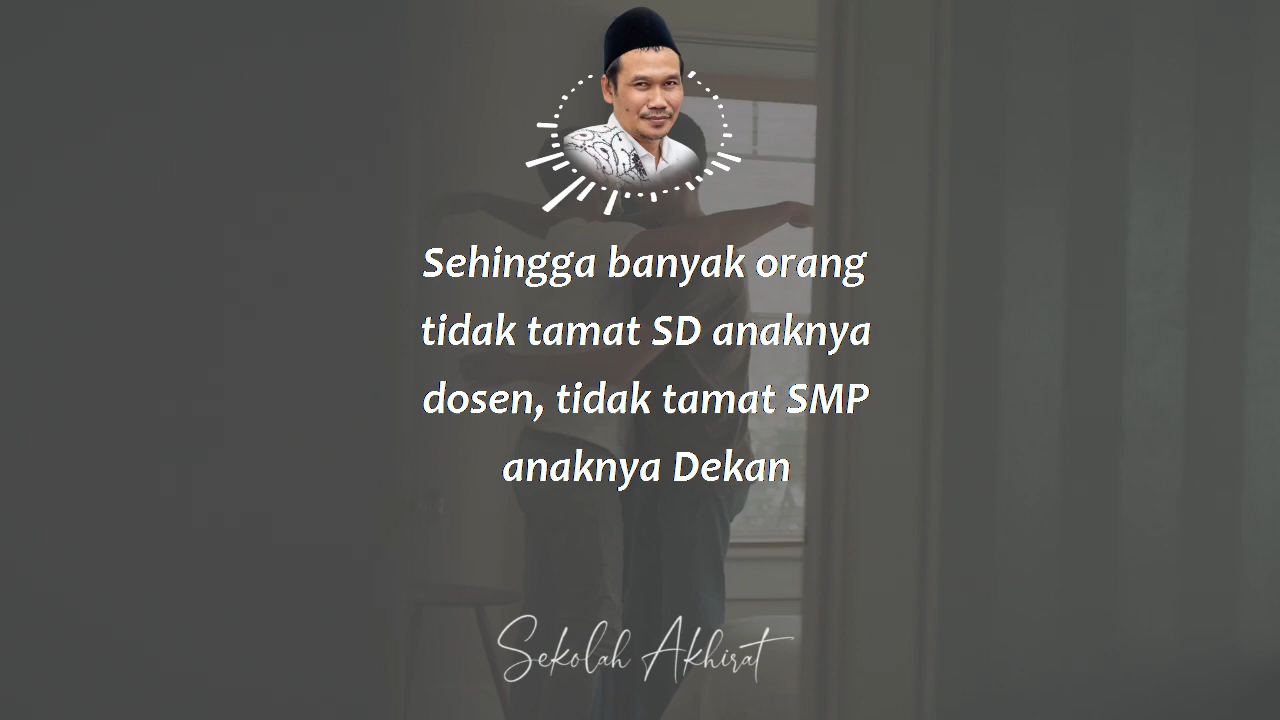 Sehingga banyak orang
tidak tamat SD anaknya
dosen, tidak tamat SMP
anaknya Dekan
Sekolah Akhirat